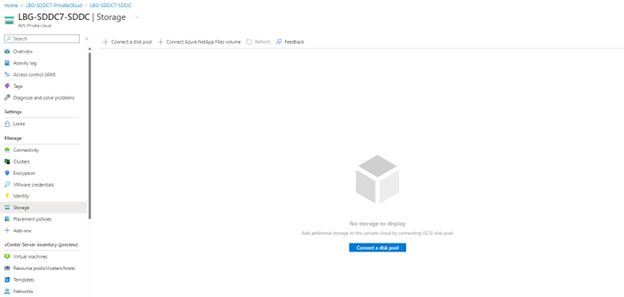 Home > LBG-SDDC7-PrivateCloud > LBG-SDDC7-SDDC
LBG-SDDC7-SDDC | Storage ...
AVS Private cloud
Search
Connect a disk pool
Connect Azure NetApp Files volume
Refresh
Feedback
Overview
Activity log
Access control (IAM)
Tags
Diagnose and solve problems
Settings
Locks
Manage
Connectivity
Clusters
Encryption
VMware credentials
Identity
Storage
Placement policies
Add-ons
vCenter Server Inventory (preview)
Virtual machines
Resource pools/clusters/hosts
Templates
Networks
No storage to display
Add additional storage to this private cloud by connecting iSCSI disk pool.
Connect a disk pool